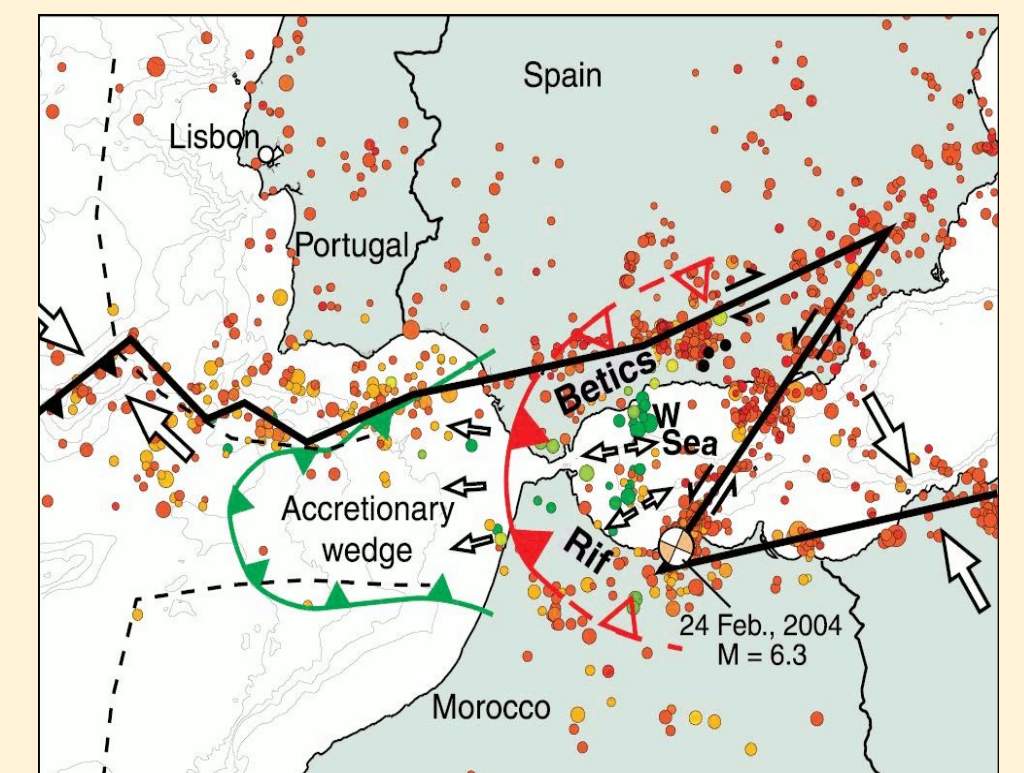 Spain
Lisbon
Portugal
Betics
W
Sea
Accretionary
wedge
Rif
24 Feb., 2004
M = 6.3
Morocco